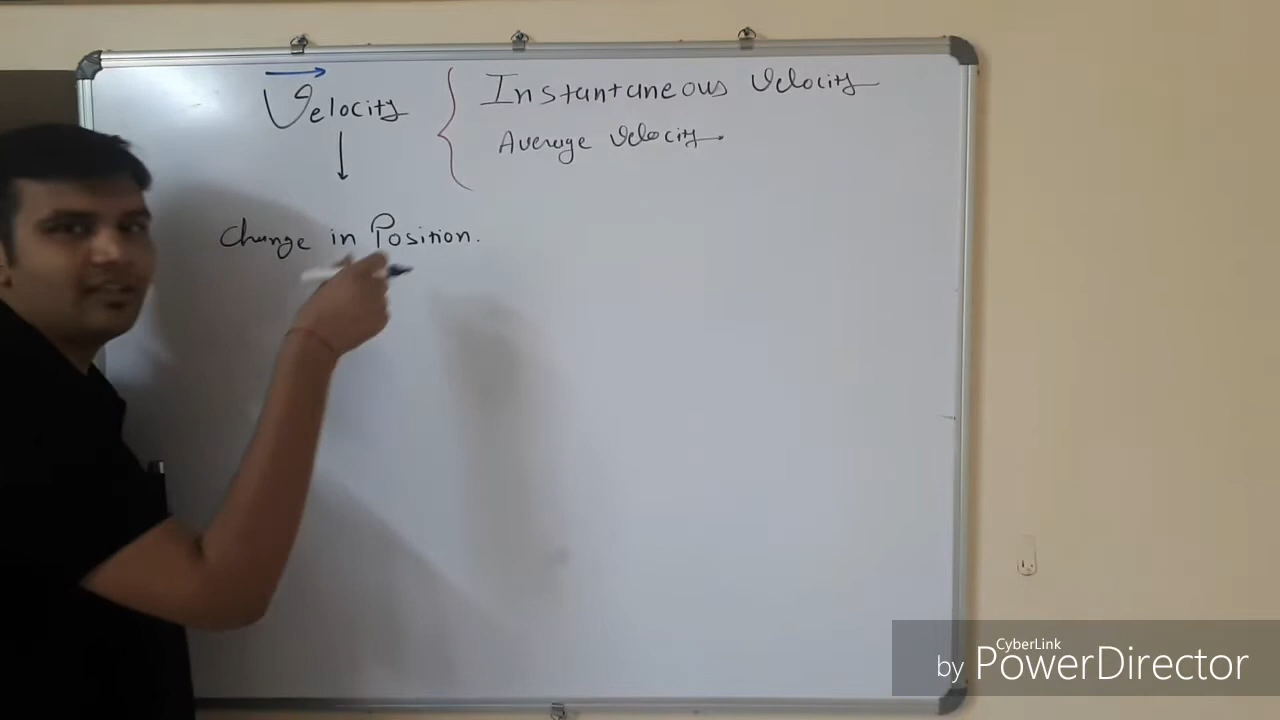 Velocity
Instantaneous Velocity
Average Velocity.
Change in Position.
CyberLink
by PowerDirector